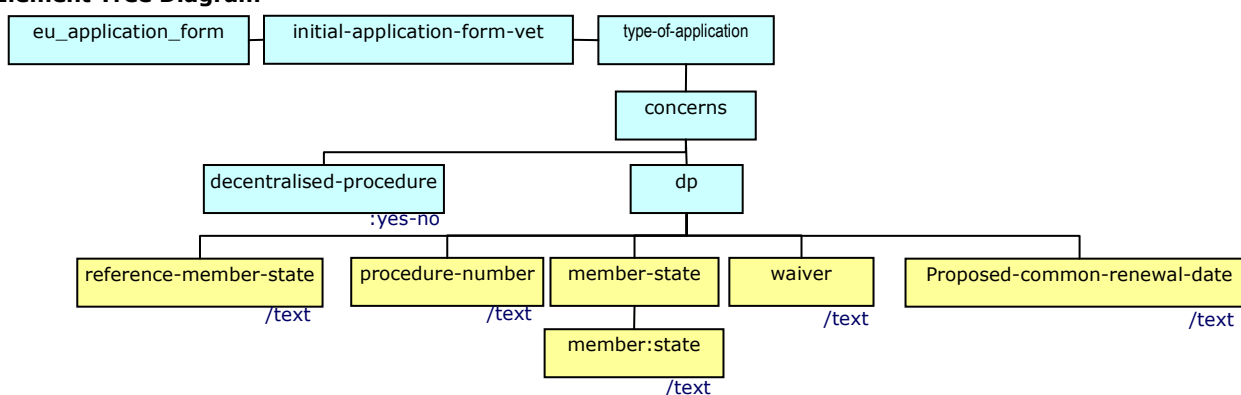 Element Tree Diagram
eu_application_form
initial-application-form-vet
type-of-application
concerns
decentralised-procedure
:yes-no
dp
reference-member-state
/text
procedure-number
/text
member-state
waiver
/text
Proposed-common-renewal-date
/text
member:state
/text